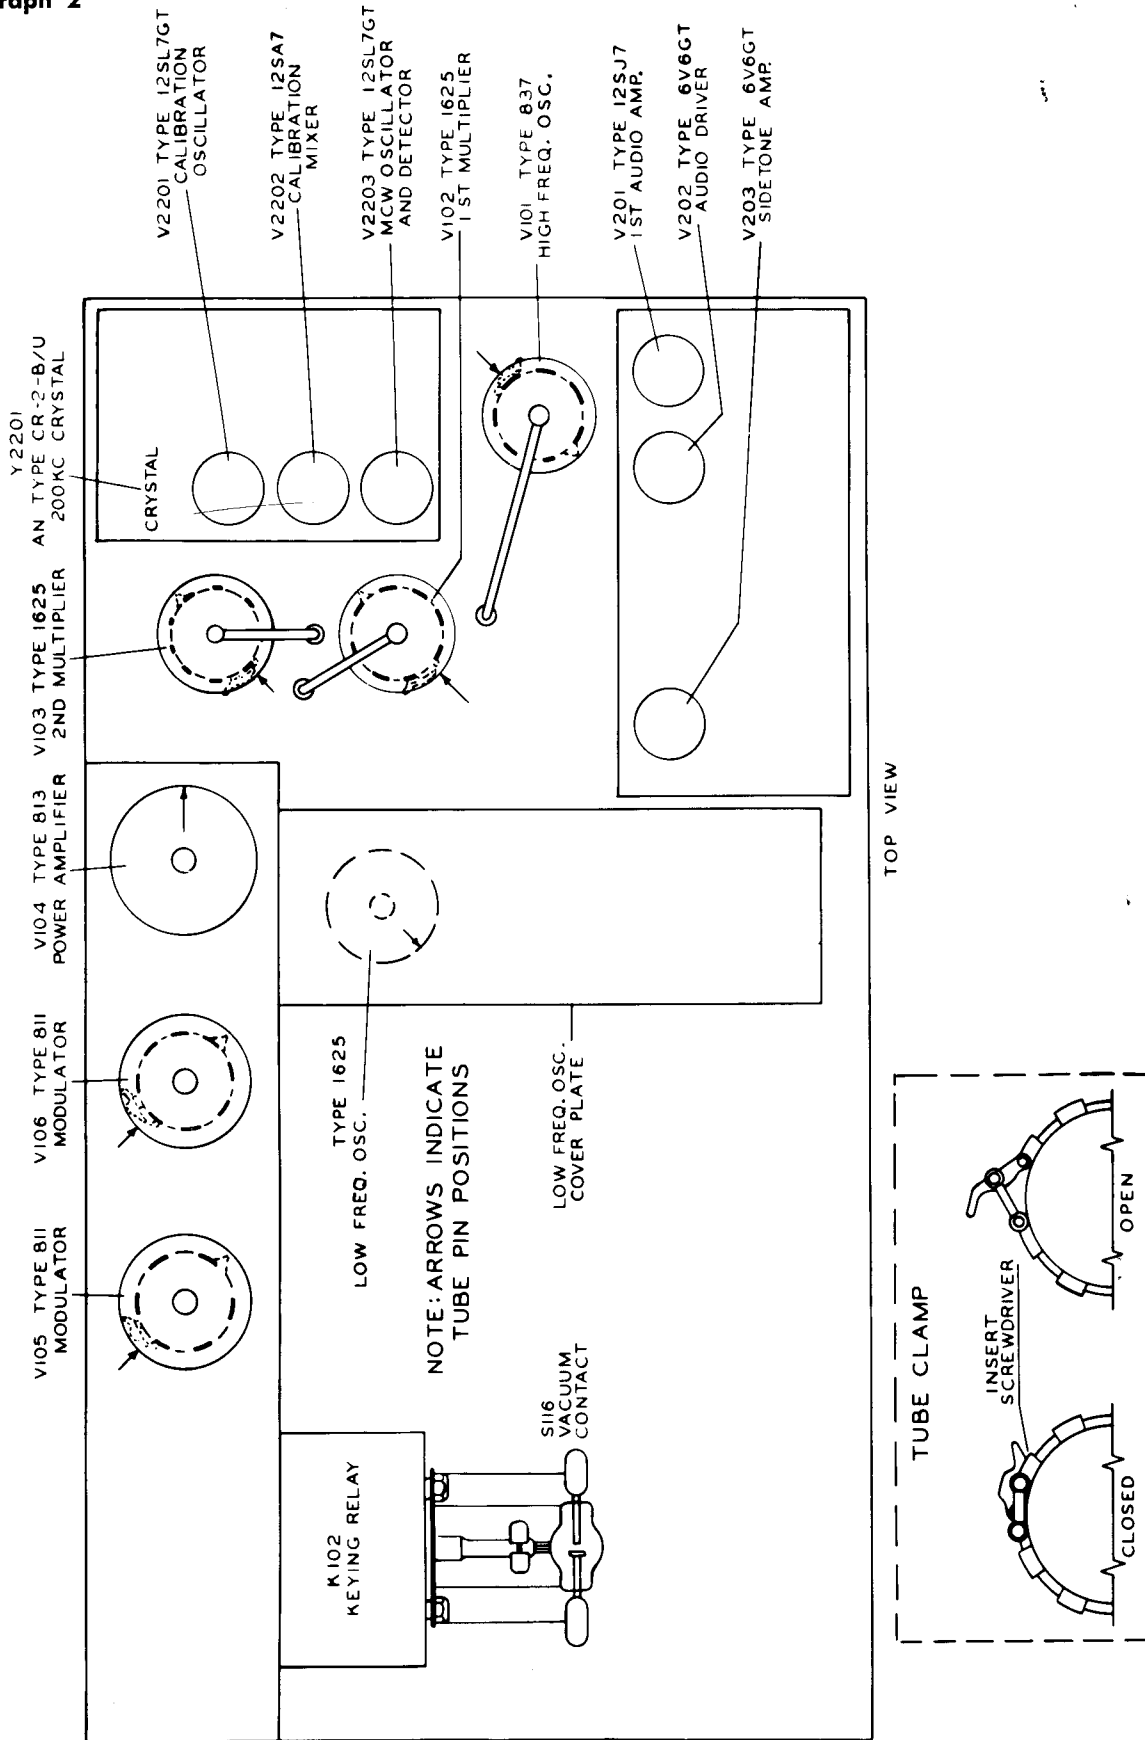 raph 2
V105 TYPE 811
MODULATOR
V106 TYPE 811
MODULATOR
V104 TYPE 813
POWER AMPLIFIER
V103 TYPE 1625
2ND MULTIPLIER
Y2201
AN TYPE CR-2-B/U
200KC CRYSTAL
V2201 TYPE 12SL7GT
CALIBRATION
OSCILLATOR
V2202 TYPE 12SA7
CALIBRATION
MIXER
V2203 TYPE 12SL7GT
MCW OSCILLATOR
AND DETECTOR
V102 TYPE 1625
1ST MULTIPLIER
V101 TYPE 837
HIGH FREQ. OSC.
V201 TYPE 12SJ7
1ST AUDIO AMP.
V202 TYPE 6V6GT
AUDIO DRIVER
V203 TYPE 6V6GT
SIDETONE AMP.
CRYSTAL
K102
KEYING RELAY
TYPE 1625
LOW FREQ. OSC.
NOTE: ARROWS INDICATE
TUBE PIN POSITIONS
S116
VACUUM
CONTACT
LOW FREQ. OSC.
COVER PLATE
TOP VIEW
TUBE CLAMP
INSERT
SCREWDRIVER
CLOSED
OPEN